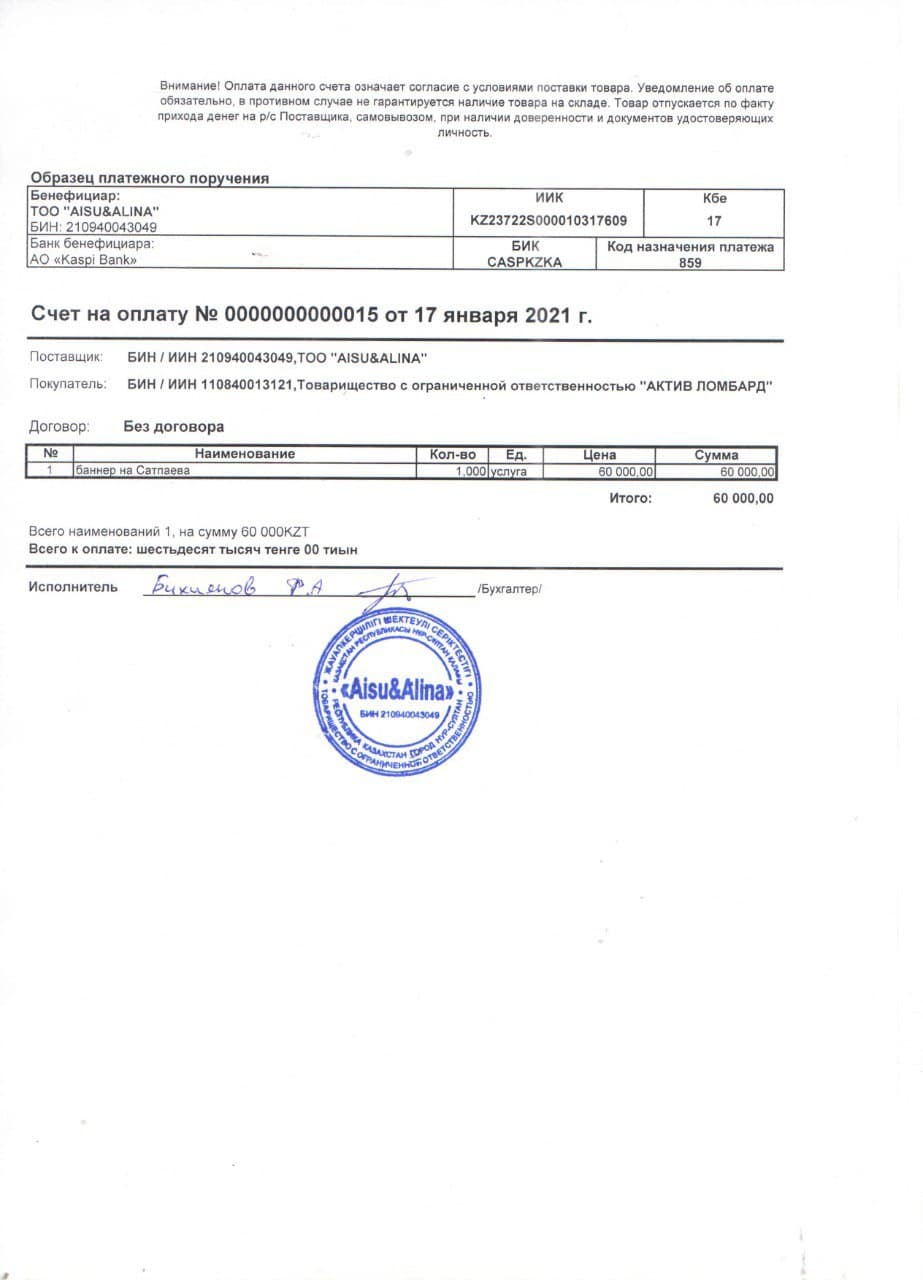 Внимание! Оплата данного счета означает согласие с условиями поставки товара. Уведомление об оплате
обязательно, в противном случае не гарантируется наличие товара на складе. Товар отпускается по факту
прихода денег на р/с Поставщика, самовывозом, при наличии доверенности и документов удостоверяющих
личность.
Образец платежного поручения
Бенефициар: ИИК Кбе
ТОО "AISU&ALINA" KZ23722S000010317609 17
БИН: 210940043049
Банк бенефициара: БИК Код назначения платежа
АО «Kaspi Bank» CASPKZKA 859
Счет на оплату № 0000000000015 от 17 января 2021 г.
Поставщик: БИН / ИИН 210940043049,ТОО "AISU&ALINA"
Покупатель: БИН / ИИН 110840013121,Товарищество с ограниченной ответственностью "АКТИВ ЛОМБАРД"
Договор: Без договора
№ Наименование Кол-во Ед. Цена Сумма
1 баннер на Сатпаева 1,000 услуга 60 000,00 60 000,00
Итого: 60 000,00
Всего наименований 1, на сумму 60 000KZT
Всего к оплате: шестьдесят тысяч тенге 00 тиын
Исполнитель /Бухгалтер/
ЖАУАПКЕРШІЛІГІ ШЕКТЕУЛІ СЕРІКТЕСТІГІ
ҚАЗАҚСТАН РЕСПУБЛИКАСЫ НҰР-СҰЛТАН ҚАЛАСЫ
«Aisu&Alina»
БИН 210940043049
РЕСПУБЛИКА КАЗАХСТАН ГОРОД НУР-СУЛТАН
ТОВАРИЩЕСТВО С ОГРАНИЧЕННОЙ ОТВЕТСТВЕННОСТЬЮ